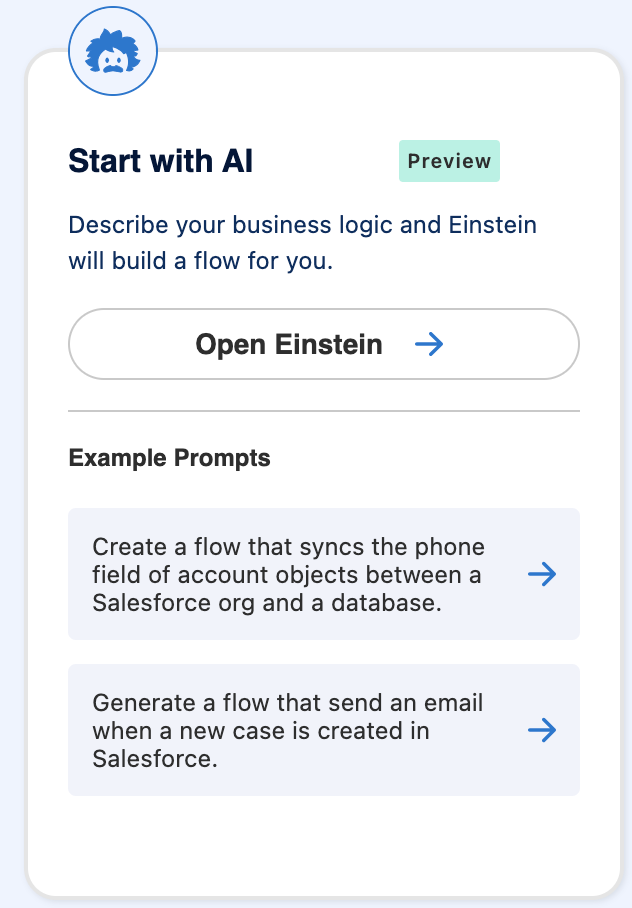 Start with AI
Preview
Describe your business logic and Einstein
will build a flow for you.
Open Einstein
Example Prompts
Create a flow that syncs the phone
field of account objects between a
Salesforce org and a database.
Generate a flow that send an email
when a new case is created in
Salesforce.